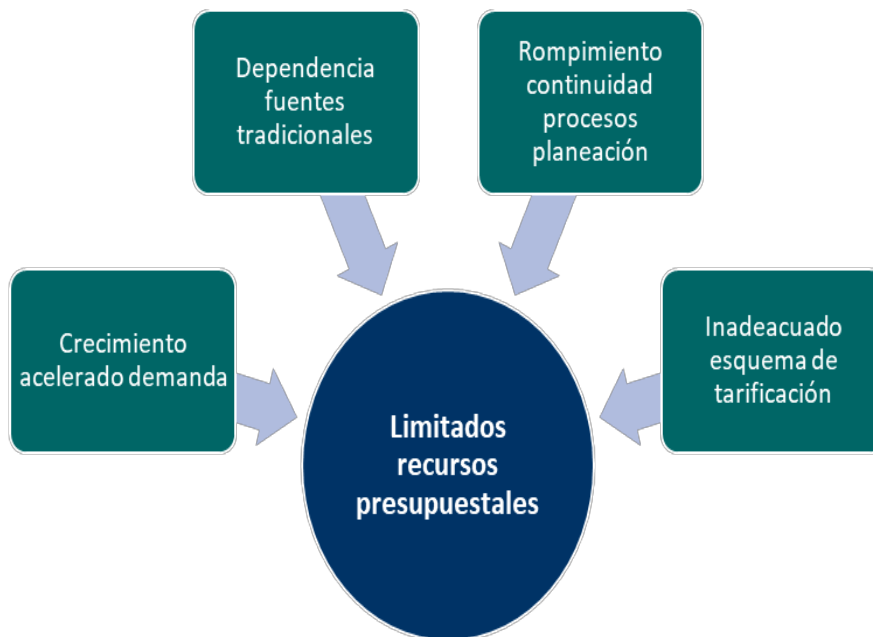 Dependencia
fuentes
tradicionales
Rompimiento
continuidad
procesos
planeación
Crecimiento
acelerado demanda
Inadeacuado
esquema de
tarificación
Limitados
recursos
presupuestales